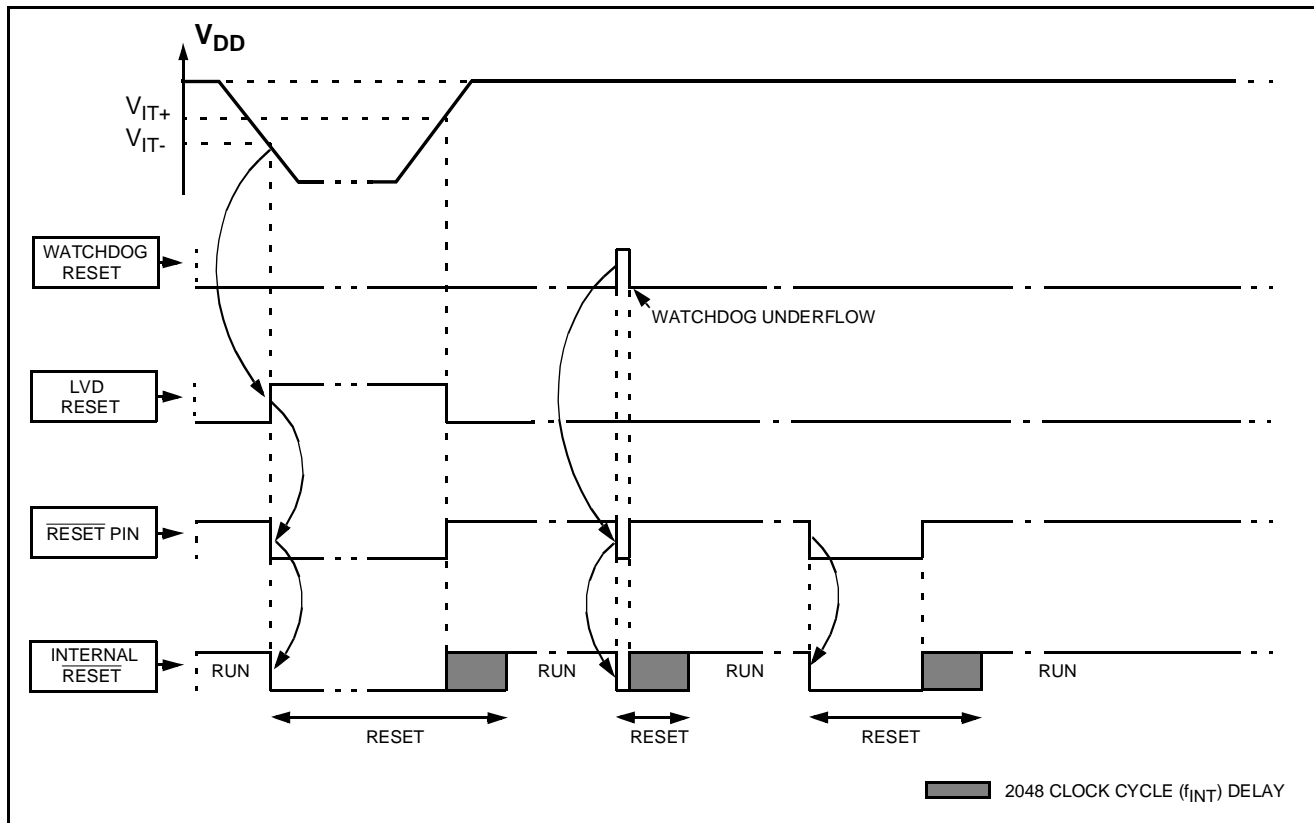 VDD
VIT+
VIT-
WATCHDOG
RESET
WATCHDOG UNDERFLOW
LVD
RESET
RESET PIN
INTERNAL
RESET
RUN
RUN
RUN
RUN
RESET
RESET
RESET
2048 CLOCK CYCLE (fINT) DELAY